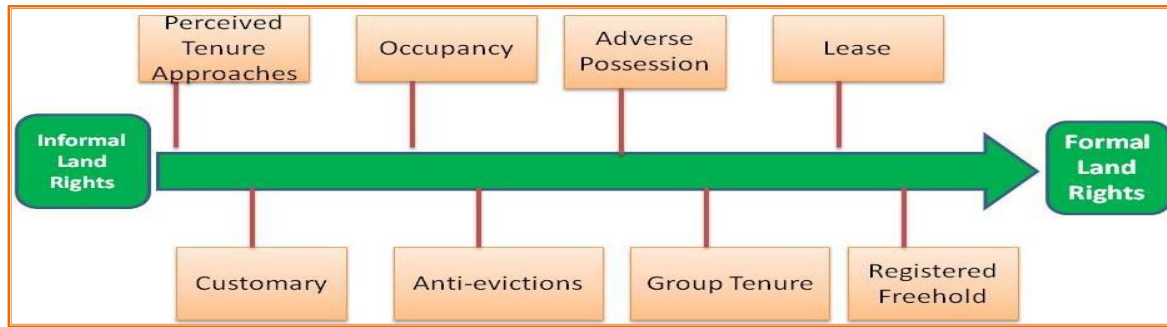 Perceived
Tenure
Approaches
Occupancy
Adverse
Possession
Lease
Informal
Land
Rights
Formal
Land
Rights
Customary
Anti-evictions
Group Tenure
Registered
Freehold